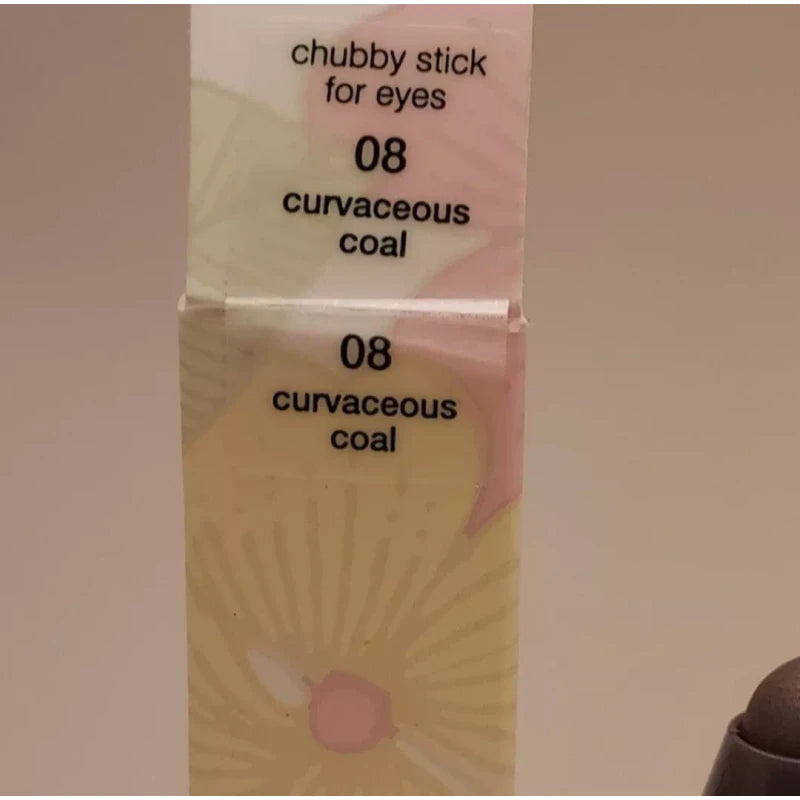 chubby stick
for eyes
08
curvaceous
coal
08
curvaceous
coal